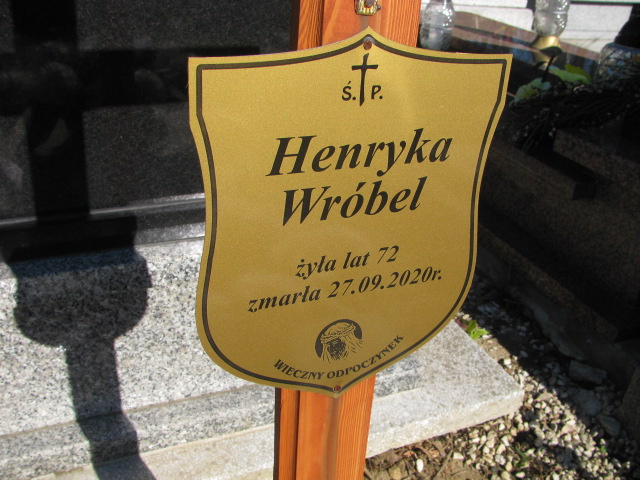 Ś. P.
Henryka
Wróbel
żyła lat 72
zmarła 27.09.2020r.
WIECZNY ODPOCZYNEK